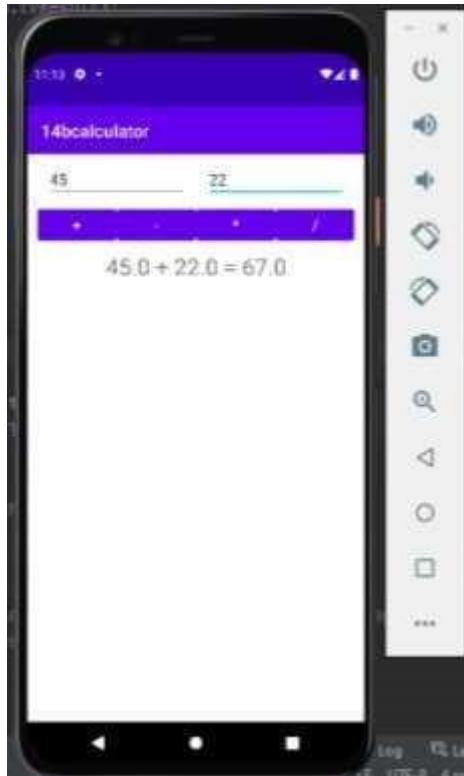 11:13
14bcalculator
45 22
+ - * /
45.0 + 22.0 = 67.0